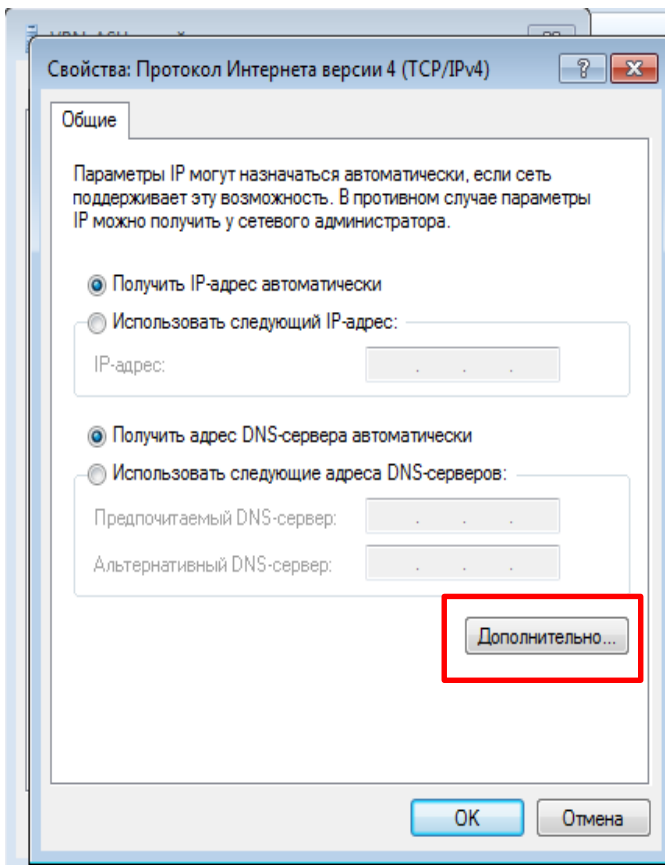 Свойства: Протокол Интернета версии 4 (TCP/IPv4)
Общие
Параметры IP могут назначаться автоматически, если сеть
поддерживает эту возможность. В противном случае параметры
IP можно получить у сетевого администратора.
Получить IP-адрес автоматически
Использовать следующий IP-адрес:
IP-адрес:
Получить адрес DNS-сервера автоматически
Использовать следующие адреса DNS-серверов:
Предпочитаемый DNS-сервер:
Альтернативный DNS-сервер:
Дополнительно...
OK
Отмена